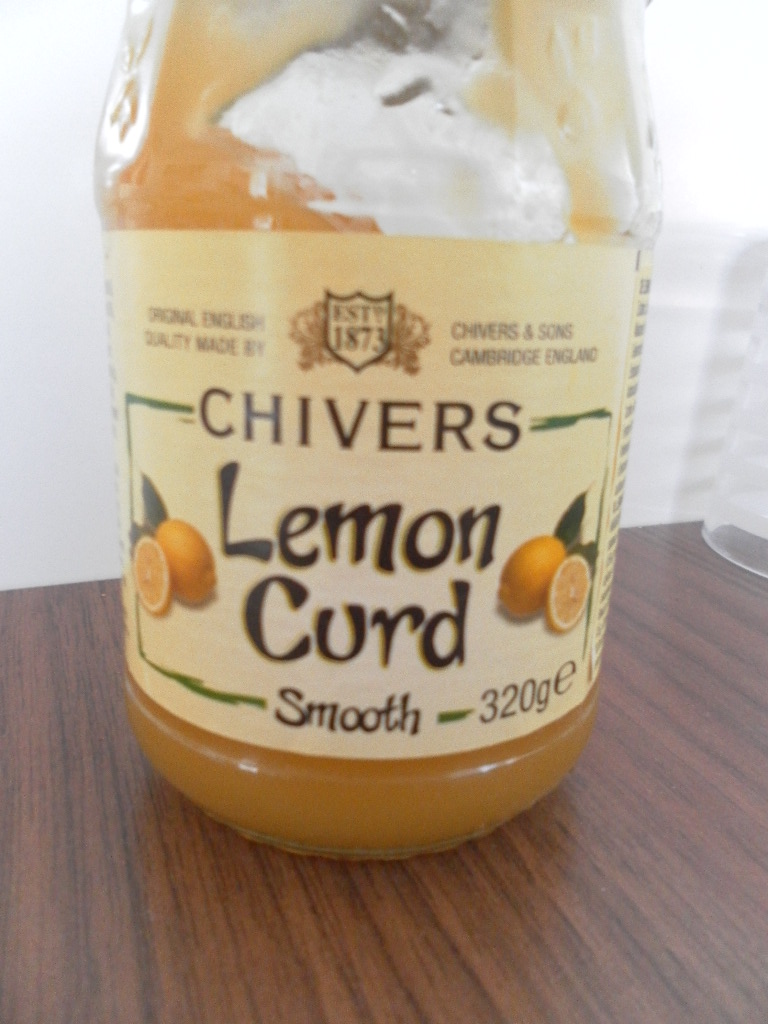 ORIGINAL ENGLISH
QUALITY MADE BY
ESTD
1873
CHIVERS & SONS
CAMBRIDGE ENGLAND
CHIVERS
Lemon
Curd
Smooth
320g e